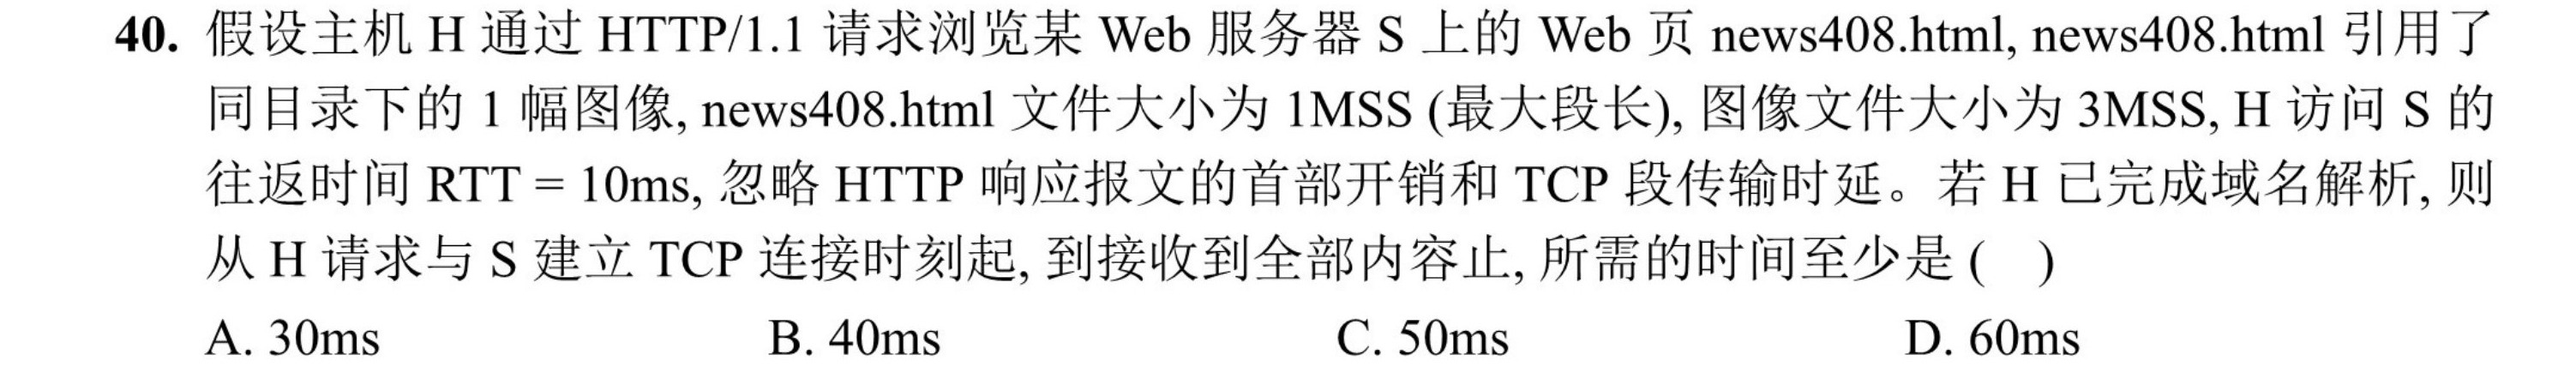 40. 假设主机 H 通过 HTTP/1.1 请求浏览某 Web 服务器 S 上的 Web 页 news408.html, news408.html 引用了
同目录下的 1 幅图像, news408.html 文件大小为 1MSS (最大段长), 图像文件大小为 3MSS, H 访问 S 的
往返时间 RTT = 10ms, 忽略 HTTP 响应报文的首部开销和 TCP 段传输时延。若 H 已完成域名解析, 则
从 H 请求与 S 建立 TCP 连接时刻起, 到接收到全部内容止, 所需的时间至少是 ( )
A. 30ms B. 40ms C. 50ms D. 60ms